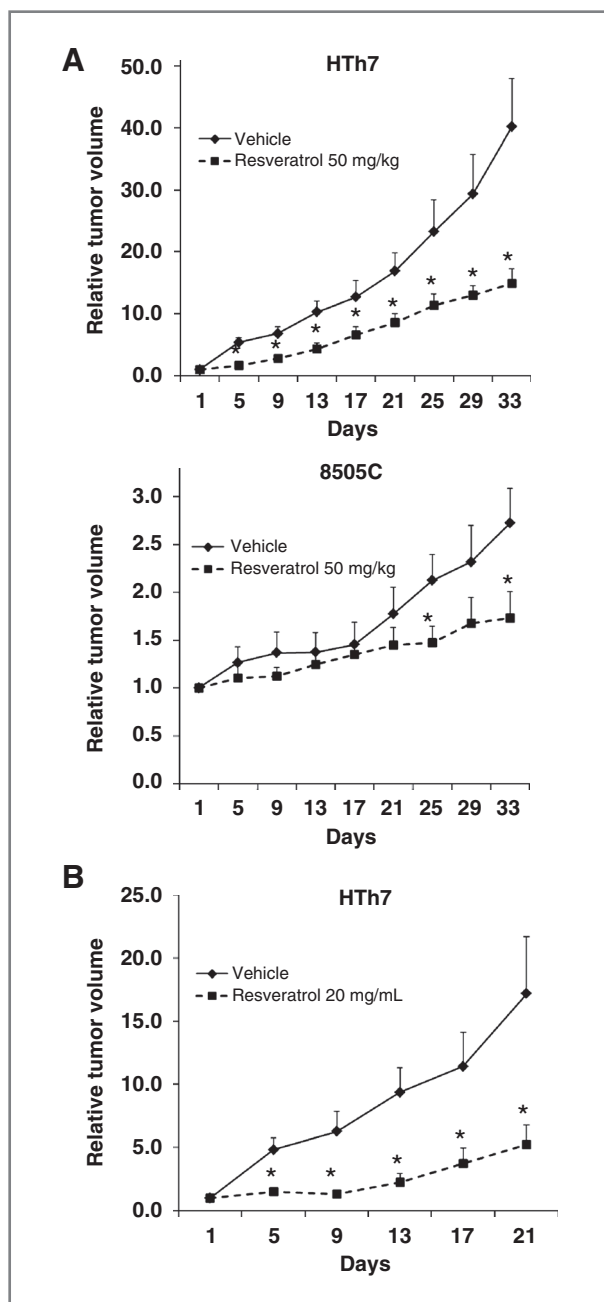 A
HTh7
50.0
40.0
30.0
20.0
10.0
0.0
Relative tumor volume
Vehicle
Resveratrol 50 mg/kg
* * * * * * * *
1 5 9 13 17 21 25 29 33
Days
8505C
3.0
2.5
2.0
1.5
1.0
0.5
0.0
Relative tumor volume
Vehicle
Resveratrol 50 mg/kg
* *
1 5 9 13 17 21 25 29 33
Days
B
HTh7
25.0
20.0
15.0
10.0
5.0
0.0
Relative tumor volume
Vehicle
Resveratrol 20 mg/mL
* * * * *
1 5 9 13 17 21
Days